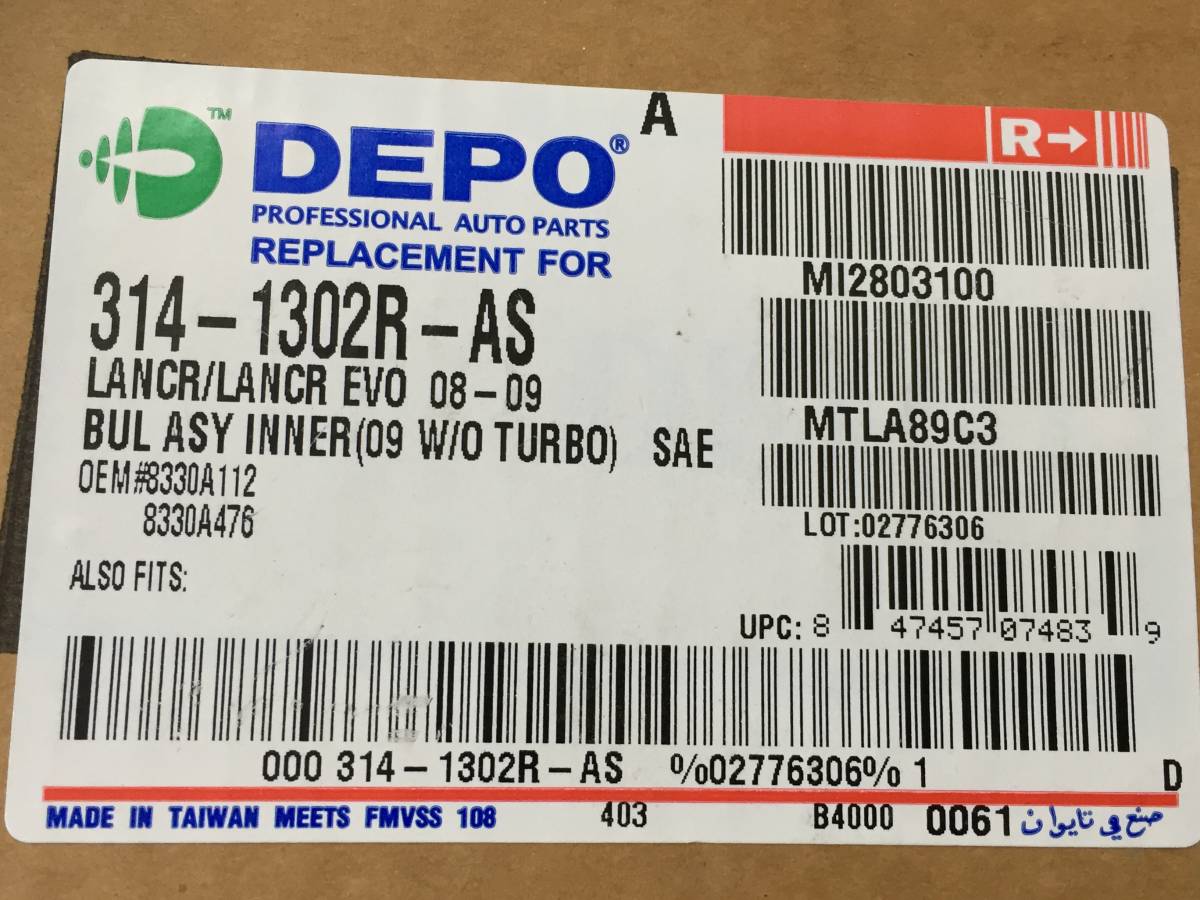 TM
DEPO®
A
R→
PROFESSIONAL AUTO PARTS
REPLACEMENT FOR
314-1302R-AS
LANCR/LANCR EVO 08-09
BUL ASY INNER(09 W/O TURBO) SAE
OEM#8330A112
8330A476
ALSO FITS:
MI2803100
MTLA89C3
LOT:02776306
UPC: 8 47457 07483 9
000 314-1302R-AS %02776306% 1
D
MADE IN TAIWAN MEETS FMVSS 108 403 B4000 0061 صنع في تايوان